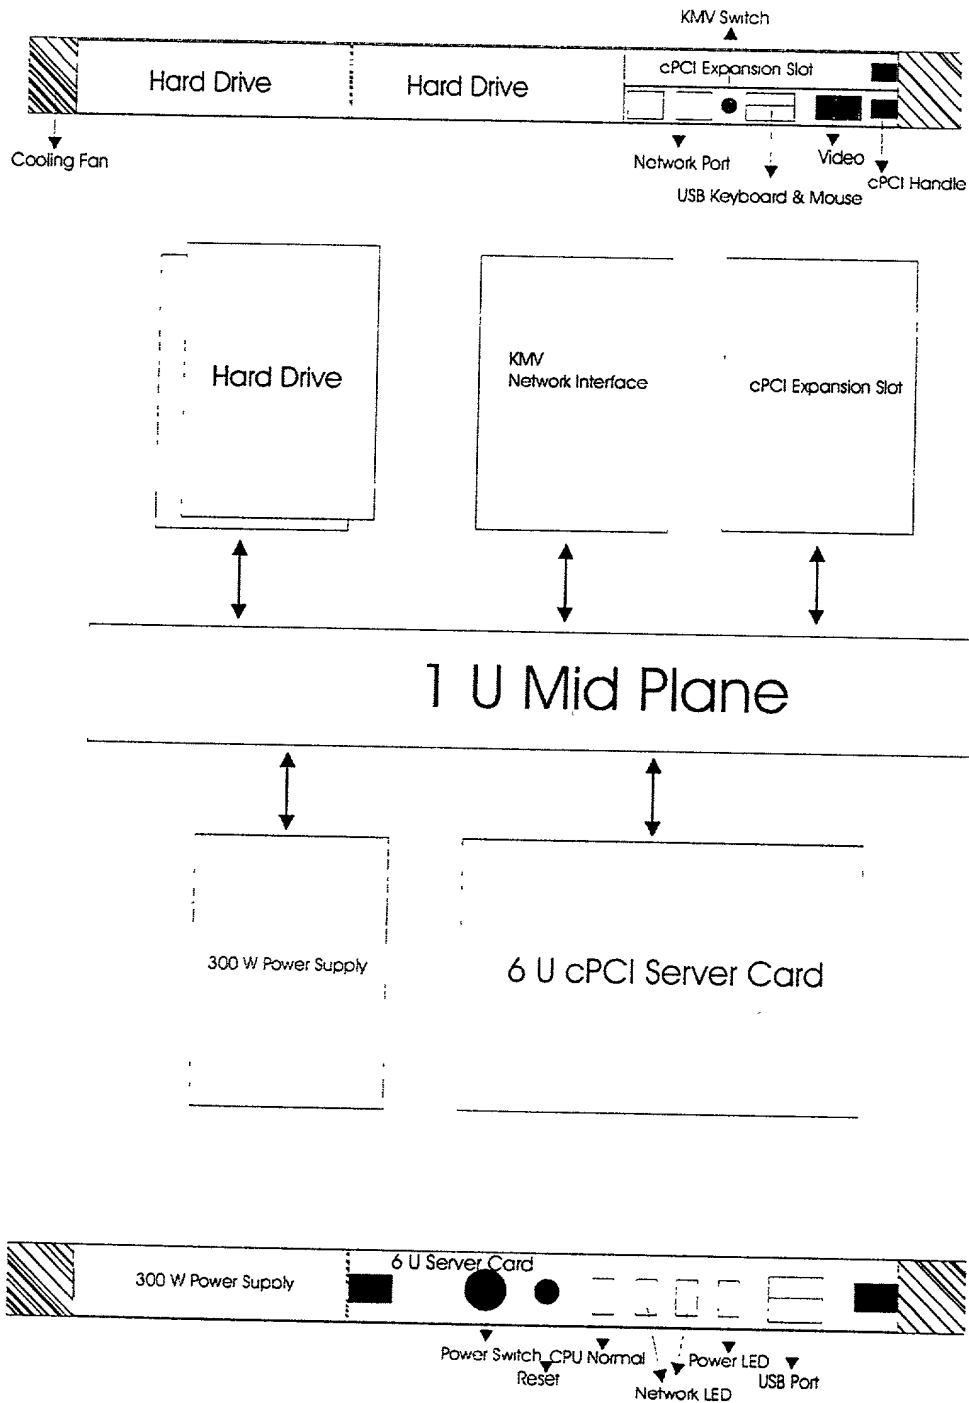 KMV Switch
Hard Drive
Hard Drive
cPCI Expansion Slot
Cooling Fan
Network Port
Video
cPCI Handle
USB Keyboard & Mouse
Hard Drive
KMV
Network Interface
cPCI Expansion Slot
1 U Mid Plane
300 W Power Supply
6 U cPCI Server Card
300 W Power Supply
6 U Server Card
Power Switch
CPU Normal
Reset
Network LED
Power LED
USB Port